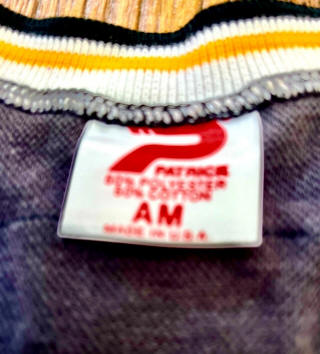 PATRICK
50% POLYESTER
50% COTTON
AM
MADE IN U.S.A.